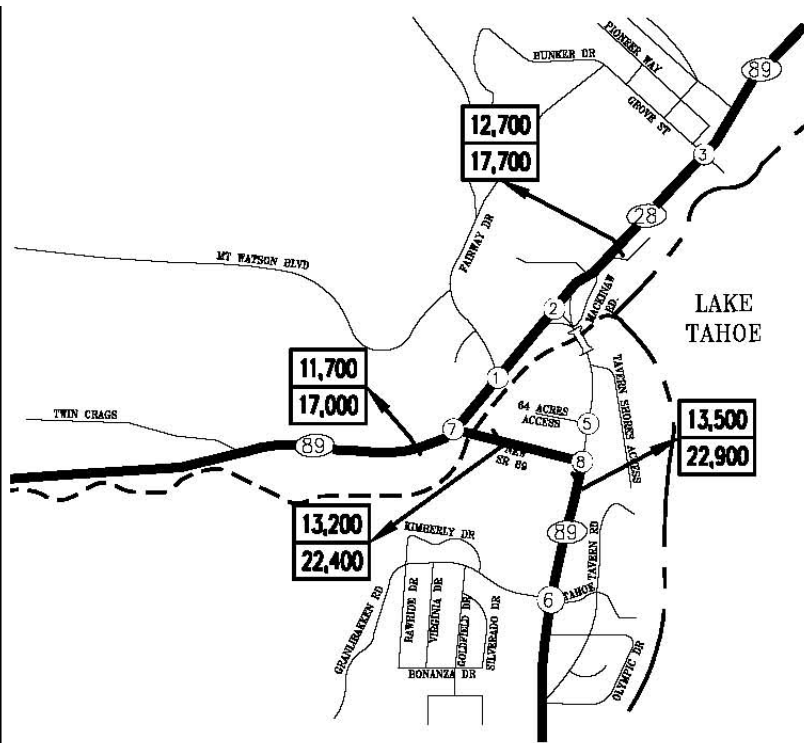 PIONEER WAY
BUNKER DR
89
GROVE ST
12,700
17,700
3
28
FAIRWAY DR
MT WATSON BLVD
2
MACKINAW
RD.
LAKE
TAHOE
11,700
17,000
1
TAVERN SHORES ACCESS
TWIN CRAGS
64 ACRES
ACCESS
5
13,500
22,900
7
89
NEW
SR 89
8
13,200
22,400
KIMBERLY DR
89
TAHOE TAVERN RD
6
GRANLIBAKKEN RD
RAWHIDE DR
VIRGINIA DR
GOLDFIELD DR
SILVERADO DR
BONANZA DR
OLYMPIC DR